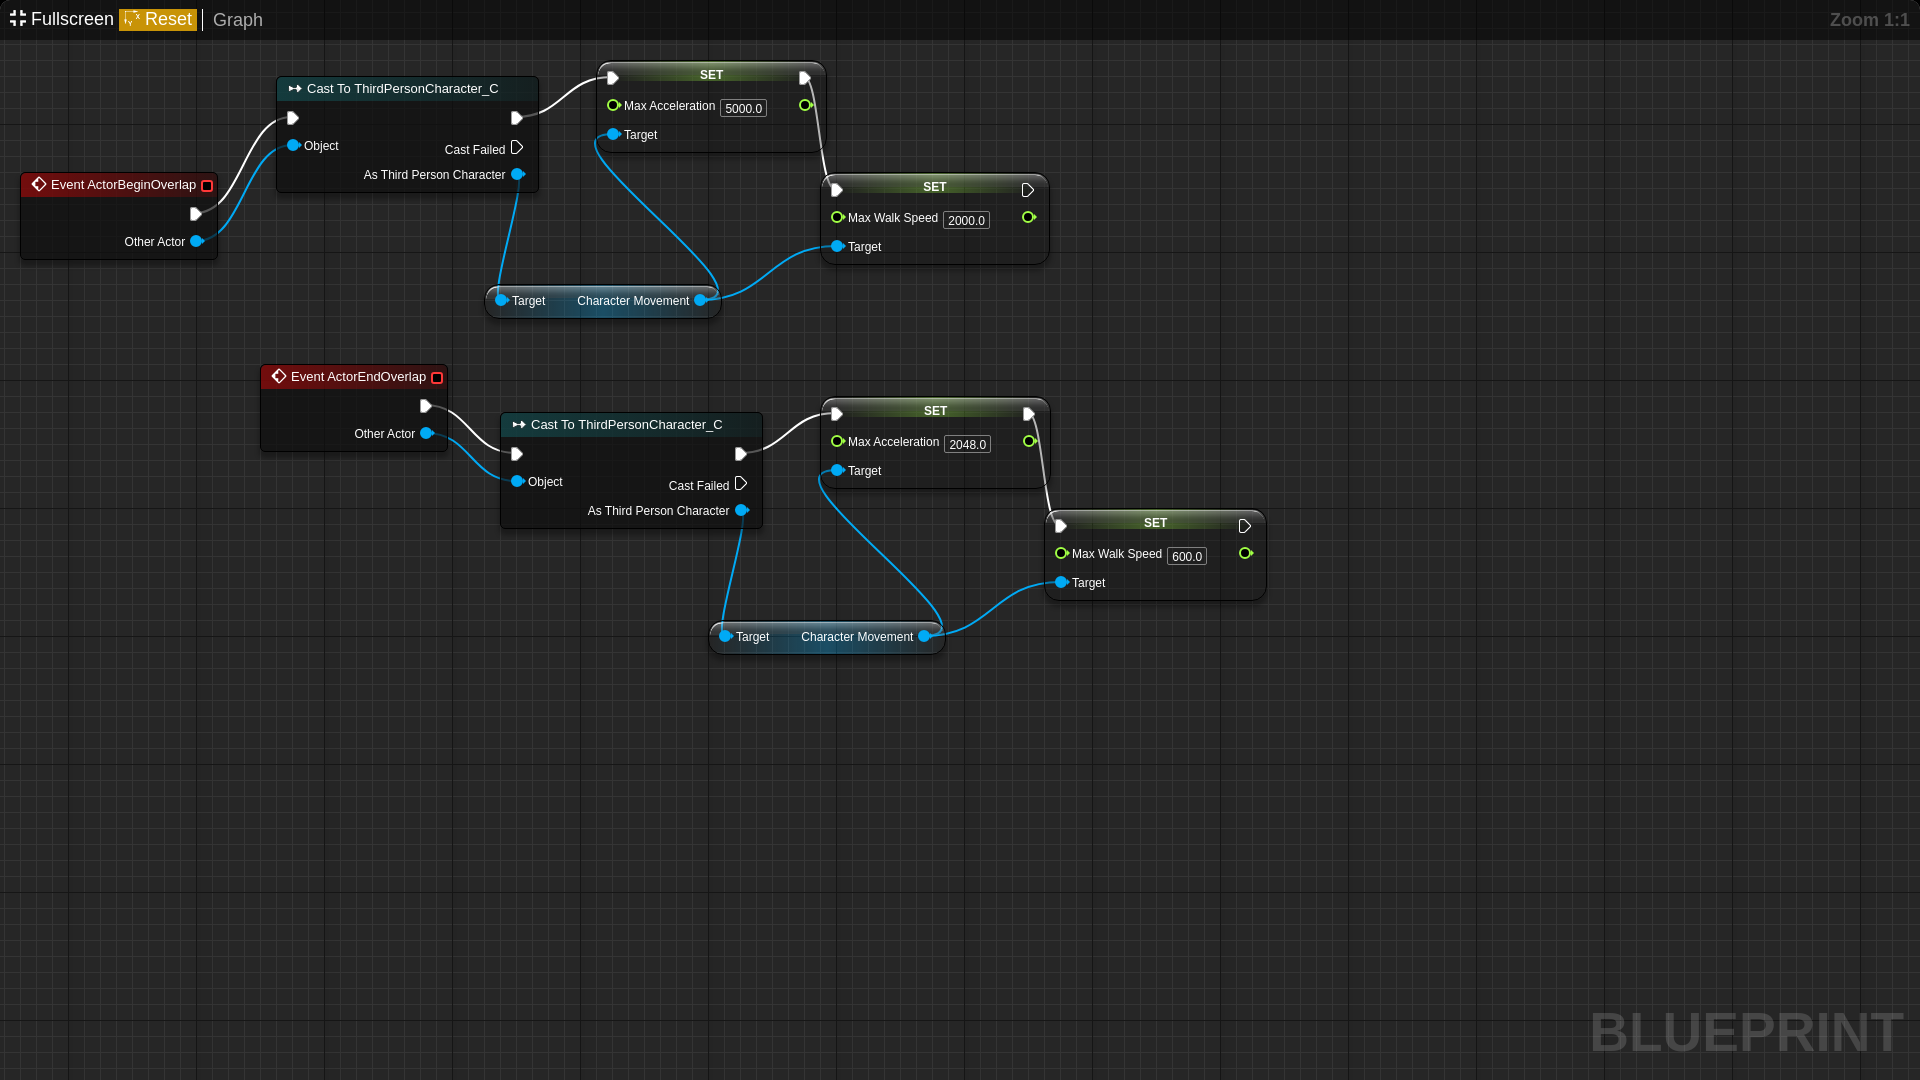 Fullscreen Reset Graph
Zoom 1:1
Cast To ThirdPersonCharacter_C
Object
Cast Failed
As Third Person Character
SET
Max Acceleration 5000.0
Target
Event ActorBeginOverlap
Other Actor
SET
Max Walk Speed 2000.0
Target
Target Character Movement
Event ActorEndOverlap
Other Actor
Cast To ThirdPersonCharacter_C
Object
Cast Failed
As Third Person Character
SET
Max Acceleration 2048.0
Target
SET
Max Walk Speed 600.0
Target
Target Character Movement
BLUEPRINT